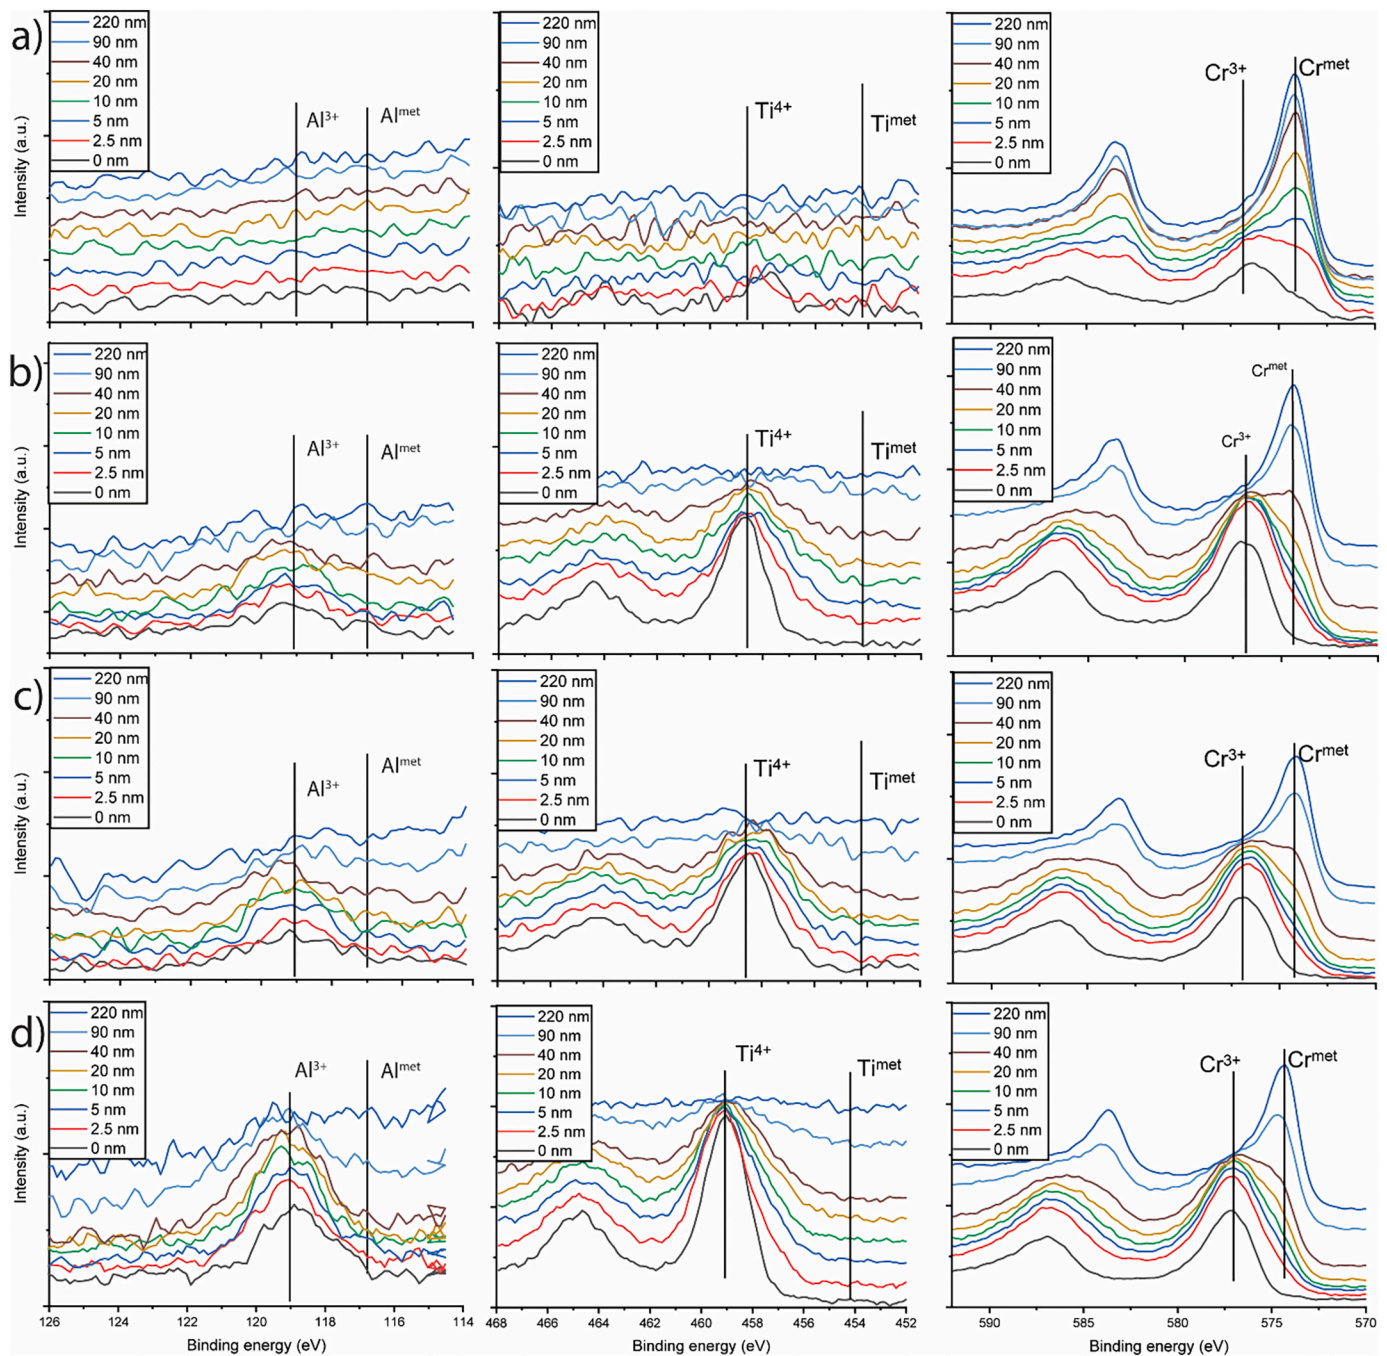 a)
Intensity (a.u.)
220 nm
90 nm
40 nm
20 nm
10 nm
5 nm
2.5 nm
0 nm
Al³⁺
Alᵐᵉᵗ
220 nm
90 nm
40 nm
20 nm
10 nm
5 nm
2.5 nm
0 nm
Ti⁴⁺
Tiᵐᵉᵗ
220 nm
90 nm
40 nm
20 nm
10 nm
5 nm
2.5 nm
0 nm
Cr³⁺
Crᵐᵉᵗ
b)
Intensity (a.u.)
220 nm
90 nm
40 nm
20 nm
10 nm
5 nm
2.5 nm
0 nm
Al³⁺
Alᵐᵉᵗ
220 nm
90 nm
40 nm
20 nm
10 nm
5 nm
2.5 nm
0 nm
Ti⁴⁺
Tiᵐᵉᵗ
220 nm
90 nm
40 nm
20 nm
10 nm
5 nm
2.5 nm
0 nm
Cr³⁺
Crᵐᵉᵗ
c)
Intensity (a.u.)
220 nm
90 nm
40 nm
20 nm
10 nm
5 nm
2.5 nm
0 nm
Al³⁺
Alᵐᵉᵗ
220 nm
90 nm
40 nm
20 nm
10 nm
5 nm
2.5 nm
0 nm
Ti⁴⁺
Tiᵐᵉᵗ
220 nm
90 nm
40 nm
20 nm
10 nm
5 nm
2.5 nm
0 nm
Cr³⁺
Crᵐᵉᵗ
d)
Intensity (a.u.)
220 nm
90 nm
40 nm
20 nm
10 nm
5 nm
2.5 nm
0 nm
Al³⁺
Alᵐᵉᵗ
126 124 122 120 118 116 114
Binding energy (eV)
220 nm
90 nm
40 nm
20 nm
10 nm
5 nm
2.5 nm
0 nm
Ti⁴⁺
Tiᵐᵉᵗ
468 466 464 462 460 458 456 454 452
Binding energy (eV)
220 nm
90 nm
40 nm
20 nm
10 nm
5 nm
2.5 nm
0 nm
Cr³⁺
Crᵐᵉᵗ
590 585 580 575 570
Binding energy (eV)